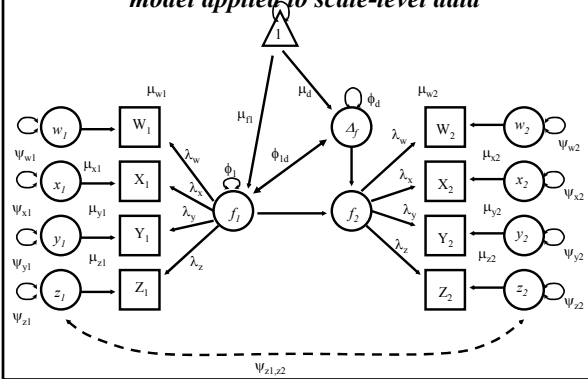 model applied to scale-level data
1
μw1 μd ϕd μw2
w1 W1 μf1 Δf W2 w2
ψw1 μx1 λw ϕ1d λw μx2 ψw2
x1 X1 λx ϕ1 λx X2 x2
ψx1 μy1 λy f1 f2 λy μy2 ψx2
y1 Y1 Y2 y2
ψy1 μz1 λz λz μz2 ψy2
z1 Z1 Z2 z2
ψz1 ψz2
ψz1,z2